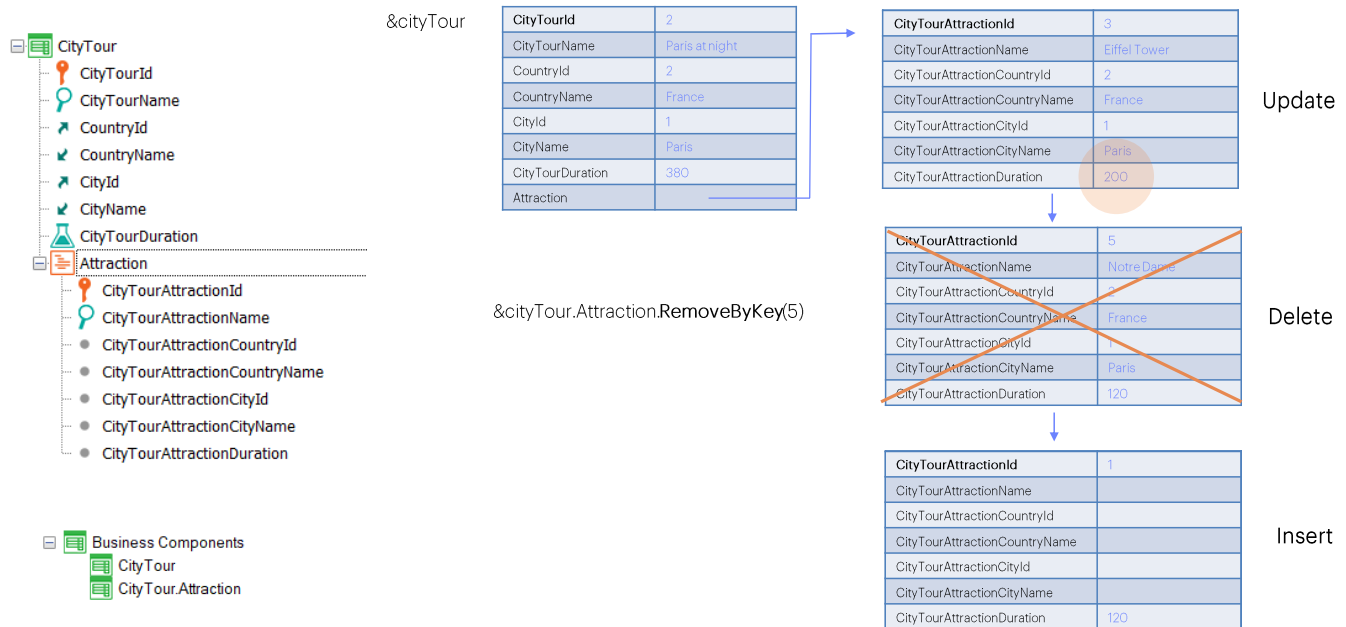 CityTour
CityTourId
CityTourName
CountryId
CountryName
CityId
CityName
CityTourDuration
Attraction
CityTourAttractionId
CityTourAttractionName
CityTourAttractionCountryId
CityTourAttractionCountryName
CityTourAttractionCityId
CityTourAttractionCityName
CityTourAttractionDuration
Business Components
CityTour
CityTour.Attraction
&cityTour
CityTourId 2
CityTourName Paris at night
CountryId 2
CountryName France
CityId 1
CityName Paris
CityTourDuration 380
Attraction
&cityTour.Attraction.RemoveByKey(5)
CityTourAttractionId 3
CityTourAttractionName Eiffel Tower
CityTourAttractionCountryId 2
CityTourAttractionCountryName France
CityTourAttractionCityId 1
CityTourAttractionCityName Paris
CityTourAttractionDuration 200
Update
CityTourAttractionId 5
CityTourAttractionName Notre Dame
CityTourAttractionCountryId 2
CityTourAttractionCountryName France
CityTourAttractionCityId 1
CityTourAttractionCityName Paris
CityTourAttractionDuration 120
Delete
CityTourAttractionId 1
CityTourAttractionName
CityTourAttractionCountryId
CityTourAttractionCountryName
CityTourAttractionCityId
CityTourAttractionCityName
CityTourAttractionDuration 120
Insert